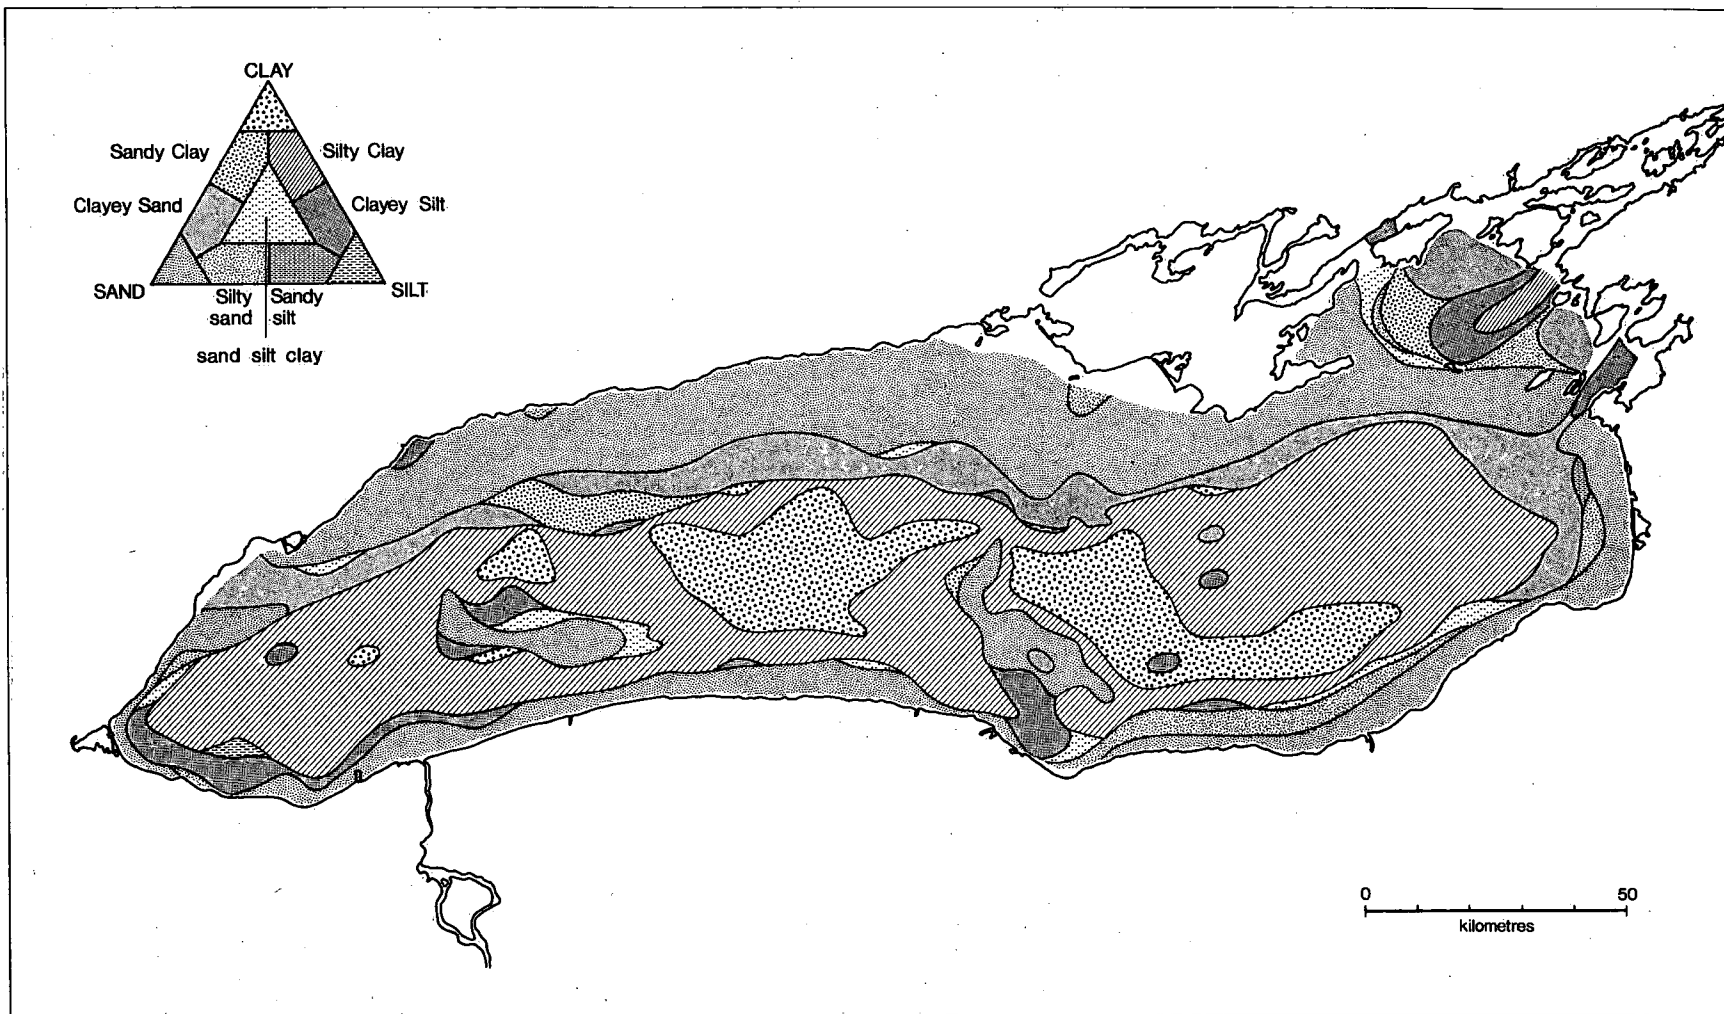 CLAY
Sandy Clay
Silty Clay
Clayey Sand
Clayey Silt
SAND
SILT
Silty sand
Sandy silt
sand silt clay
0 50
kilometres